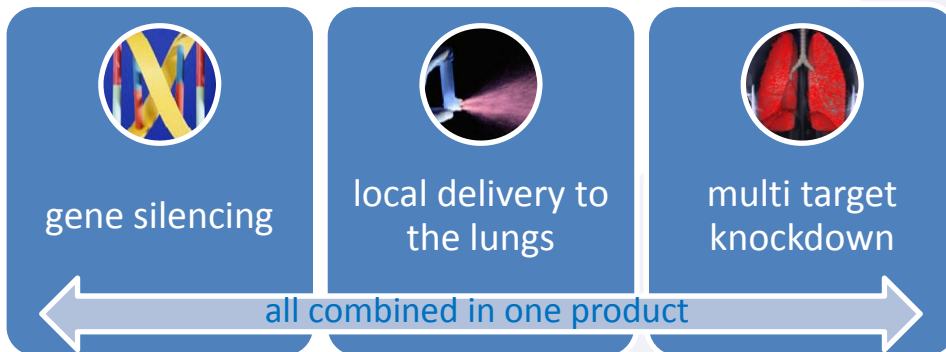 gene silencing
local delivery to
the lungs
multi target
knockdown
all combined in one product